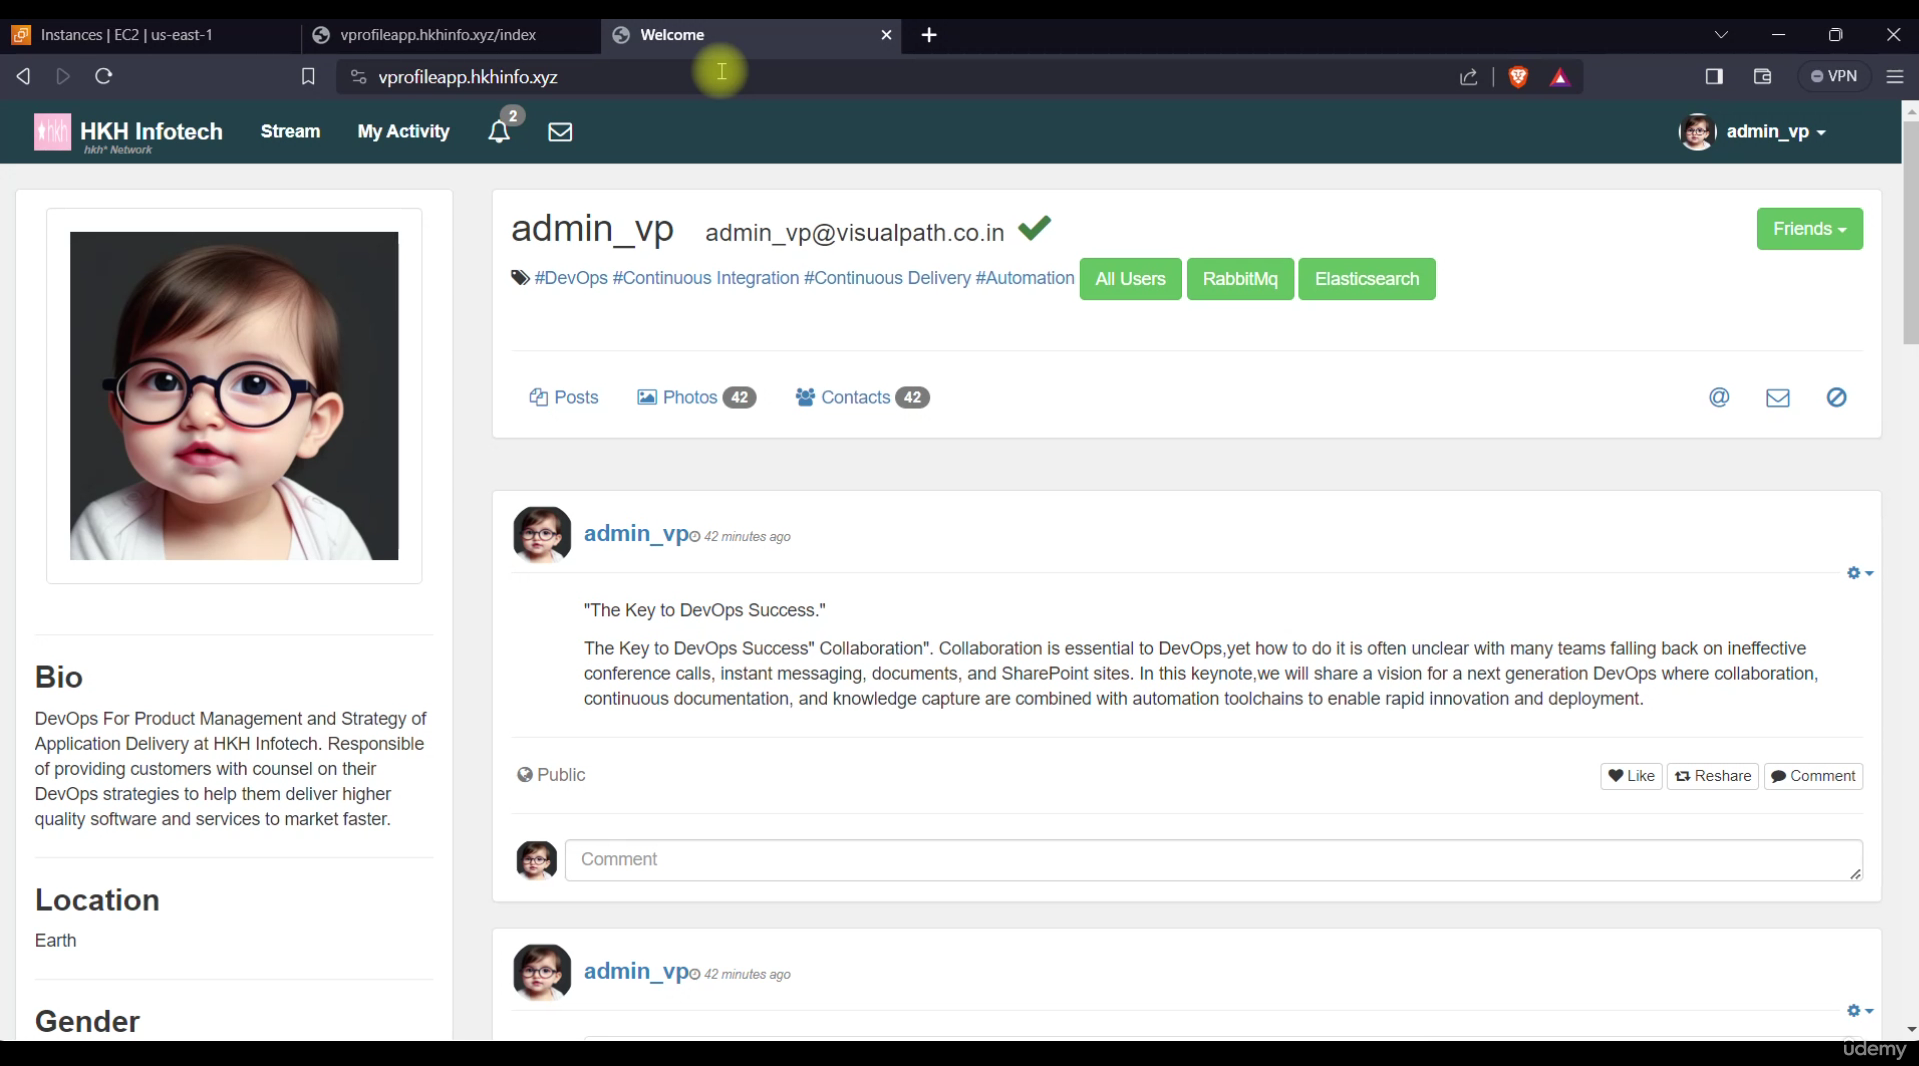 Instances | EC2 | us-east-1
vprofileapp.hkhinfo.xyz/index
Welcome
vprofileapp.hkhinfo.xyz
VPN
hkh
HKH Infotech
hkh* Network
Stream
My Activity
2
admin_vp
admin_vp
admin_vp@visualpath.co.in
Friends
#DevOps #Continuous Integration #Continuous Delivery #Automation
All Users
RabbitMq
Elasticsearch
Posts
Photos 42
Contacts 42
@
admin_vp 42 minutes ago
"The Key to DevOps Success."
The Key to DevOps Success" Collaboration". Collaboration is essential to DevOps,yet how to do it is often unclear with many teams falling back on ineffective
conference calls, instant messaging, documents, and SharePoint sites. In this keynote,we will share a vision for a next generation DevOps where collaboration,
continuous documentation, and knowledge capture are combined with automation toolchains to enable rapid innovation and deployment.
Public
Like
Reshare
Comment
Comment
admin_vp 42 minutes ago
Bio
DevOps For Product Management and Strategy of
Application Delivery at HKH Infotech. Responsible
of providing customers with counsel on their
DevOps strategies to help them deliver higher
quality software and services to market faster.
Location
Earth
Gender
ûdemy